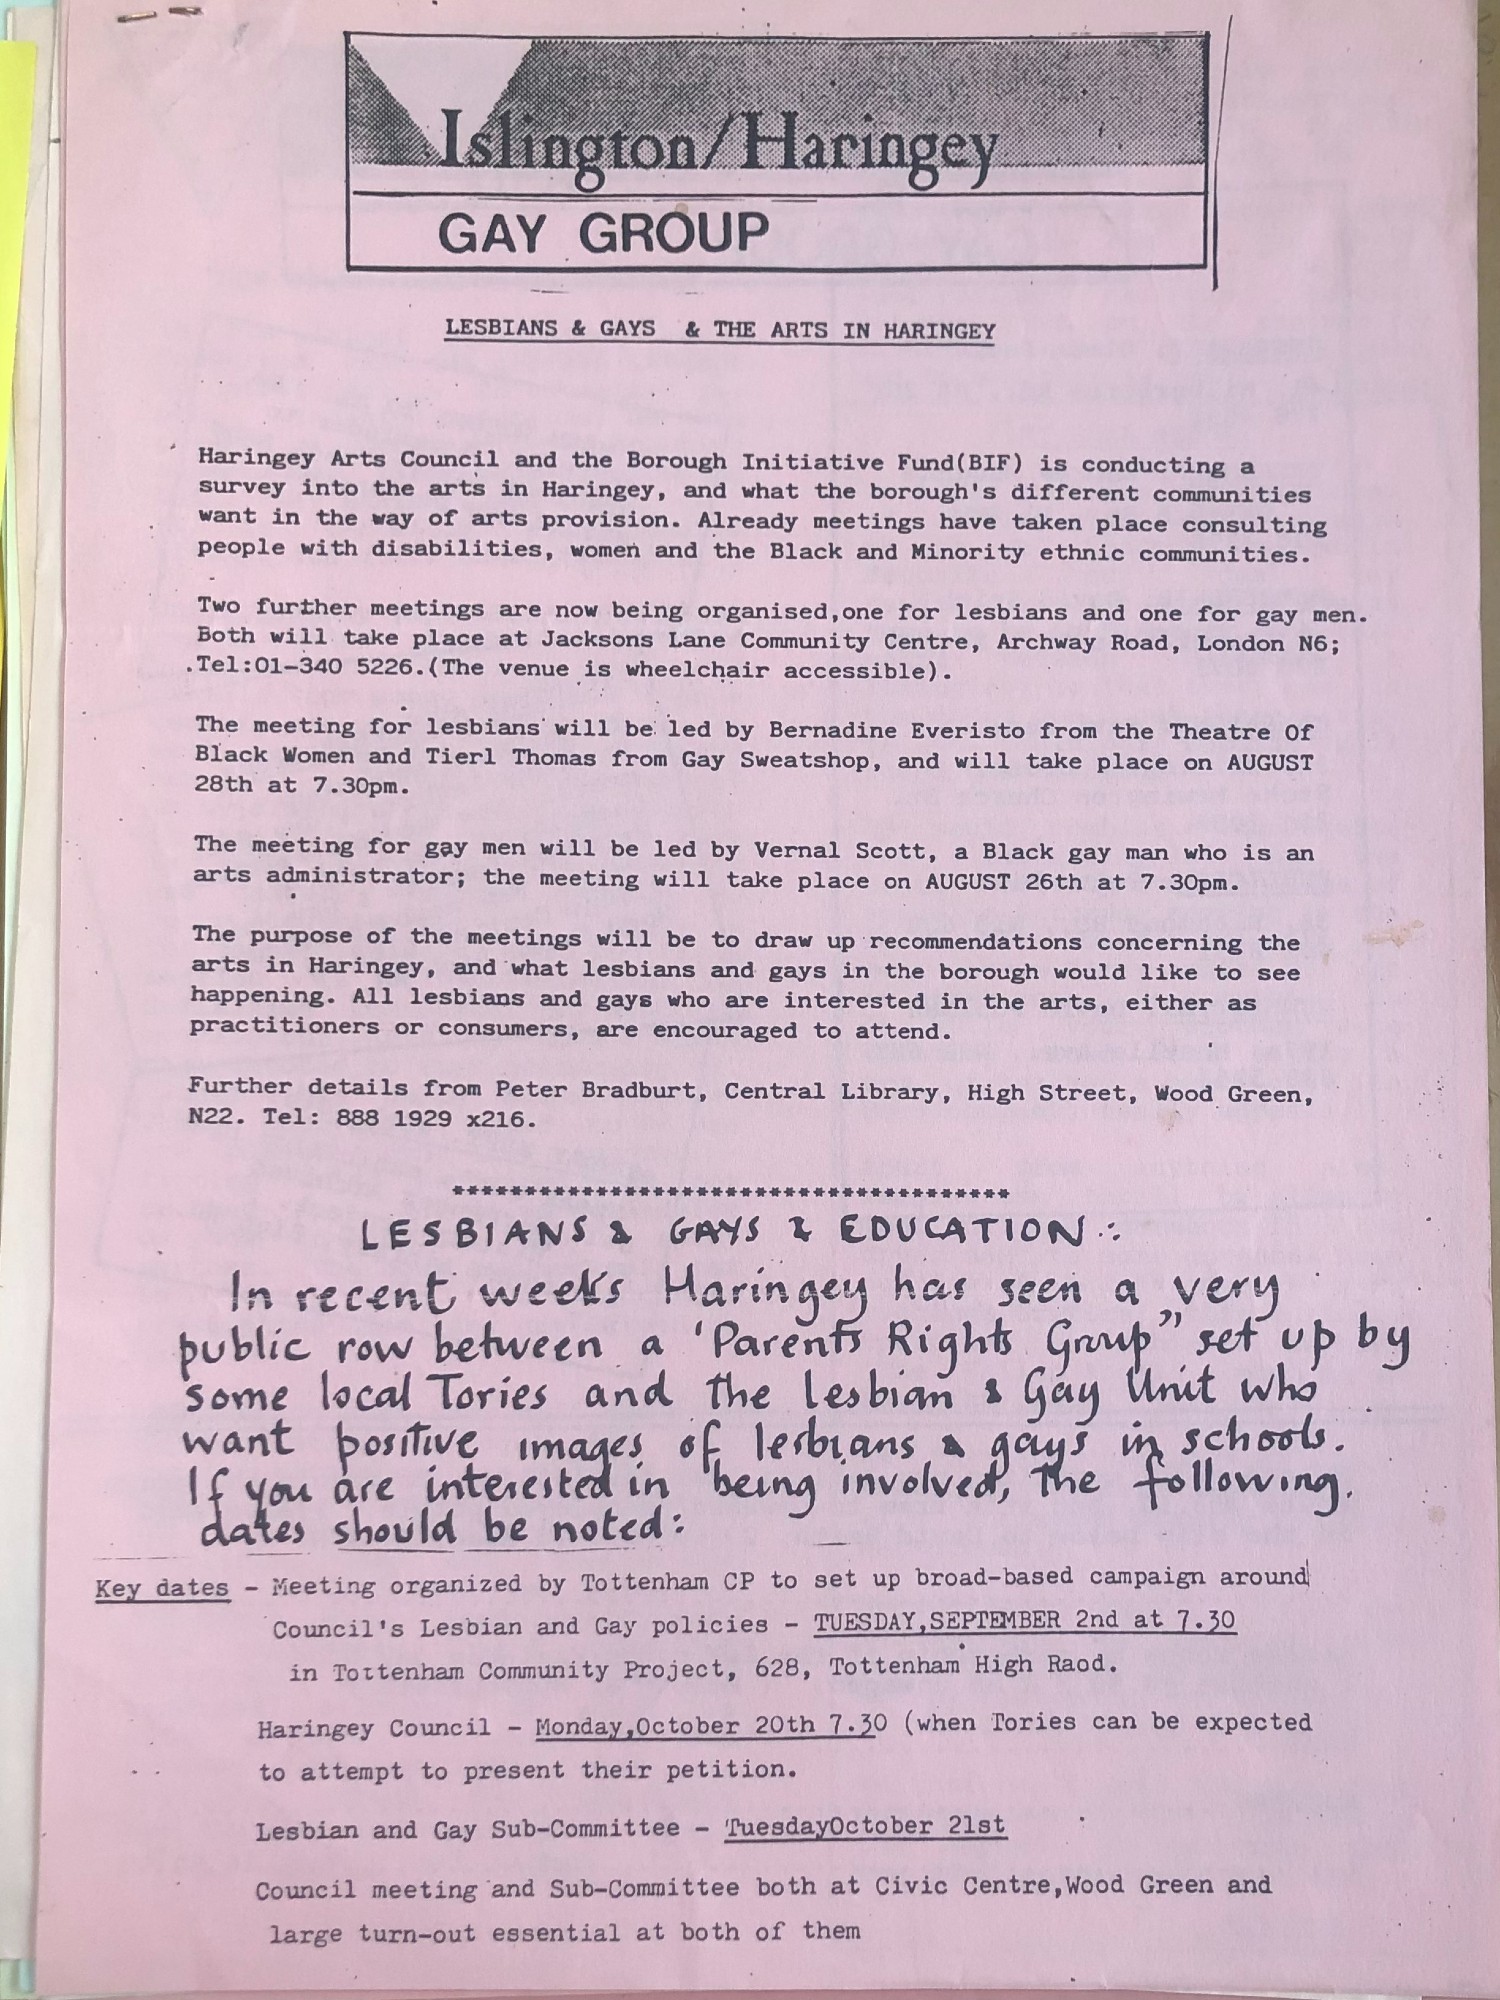 Islington/Haringey
GAY GROUP
LESBIANS & GAYS & THE ARTS IN HARINGEY
Haringey Arts Council and the Borough Initiative Fund(BIF) is conducting a
survey into the arts in Haringey, and what the borough's different communities
want in the way of arts provision. Already meetings have taken place consulting
people with disabilities, women and the Black and Minority ethnic communities.
Two further meetings are now being organised,one for lesbians and one for gay men.
Both will take place at Jacksons Lane Community Centre, Archway Road, London N6;
Tel:01-340 5226.(The venue is wheelchair accessible).
The meeting for lesbians will be led by Bernadine Everisto from the Theatre Of
Black Women and Tierl Thomas from Gay Sweatshop, and will take place on AUGUST
28th at 7.30pm.
The meeting for gay men will be led by Vernal Scott, a Black gay man who is an
arts administrator; the meeting will take place on AUGUST 26th at 7.30pm.
The purpose of the meetings will be to draw up recommendations concerning the
arts in Haringey, and what lesbians and gays in the borough would like to see
happening. All lesbians and gays who are interested in the arts, either as
practitioners or consumers, are encouraged to attend.
Further details from Peter Bradburt, Central Library, High Street, Wood Green,
N22. Tel: 888 1929 x216.
***************************************
LESBIANS & GAYS & EDUCATION:
In recent weeks Haringey has seen a very
public row between a 'Parents Rights Group" set up by
some local Tories and the Lesbian & Gay Unit who
want positive images of lesbians & gays in schools.
If you are interested in being involved, the following
dates should be noted:
Key dates - Meeting organized by Tottenham CP to set up broad-based campaign around
Council's Lesbian and Gay policies - TUESDAY,SEPTEMBER 2nd at 7.30
in Tottenham Community Project, 628, Tottenham High Raod.
Haringey Council - Monday,October 20th 7.30 (when Tories can be expected
to attempt to present their petition.
Lesbian and Gay Sub-Committee - TuesdayOctober 21st
Council meeting and Sub-Committee both at Civic Centre,Wood Green and
large turn-out essential at both of them